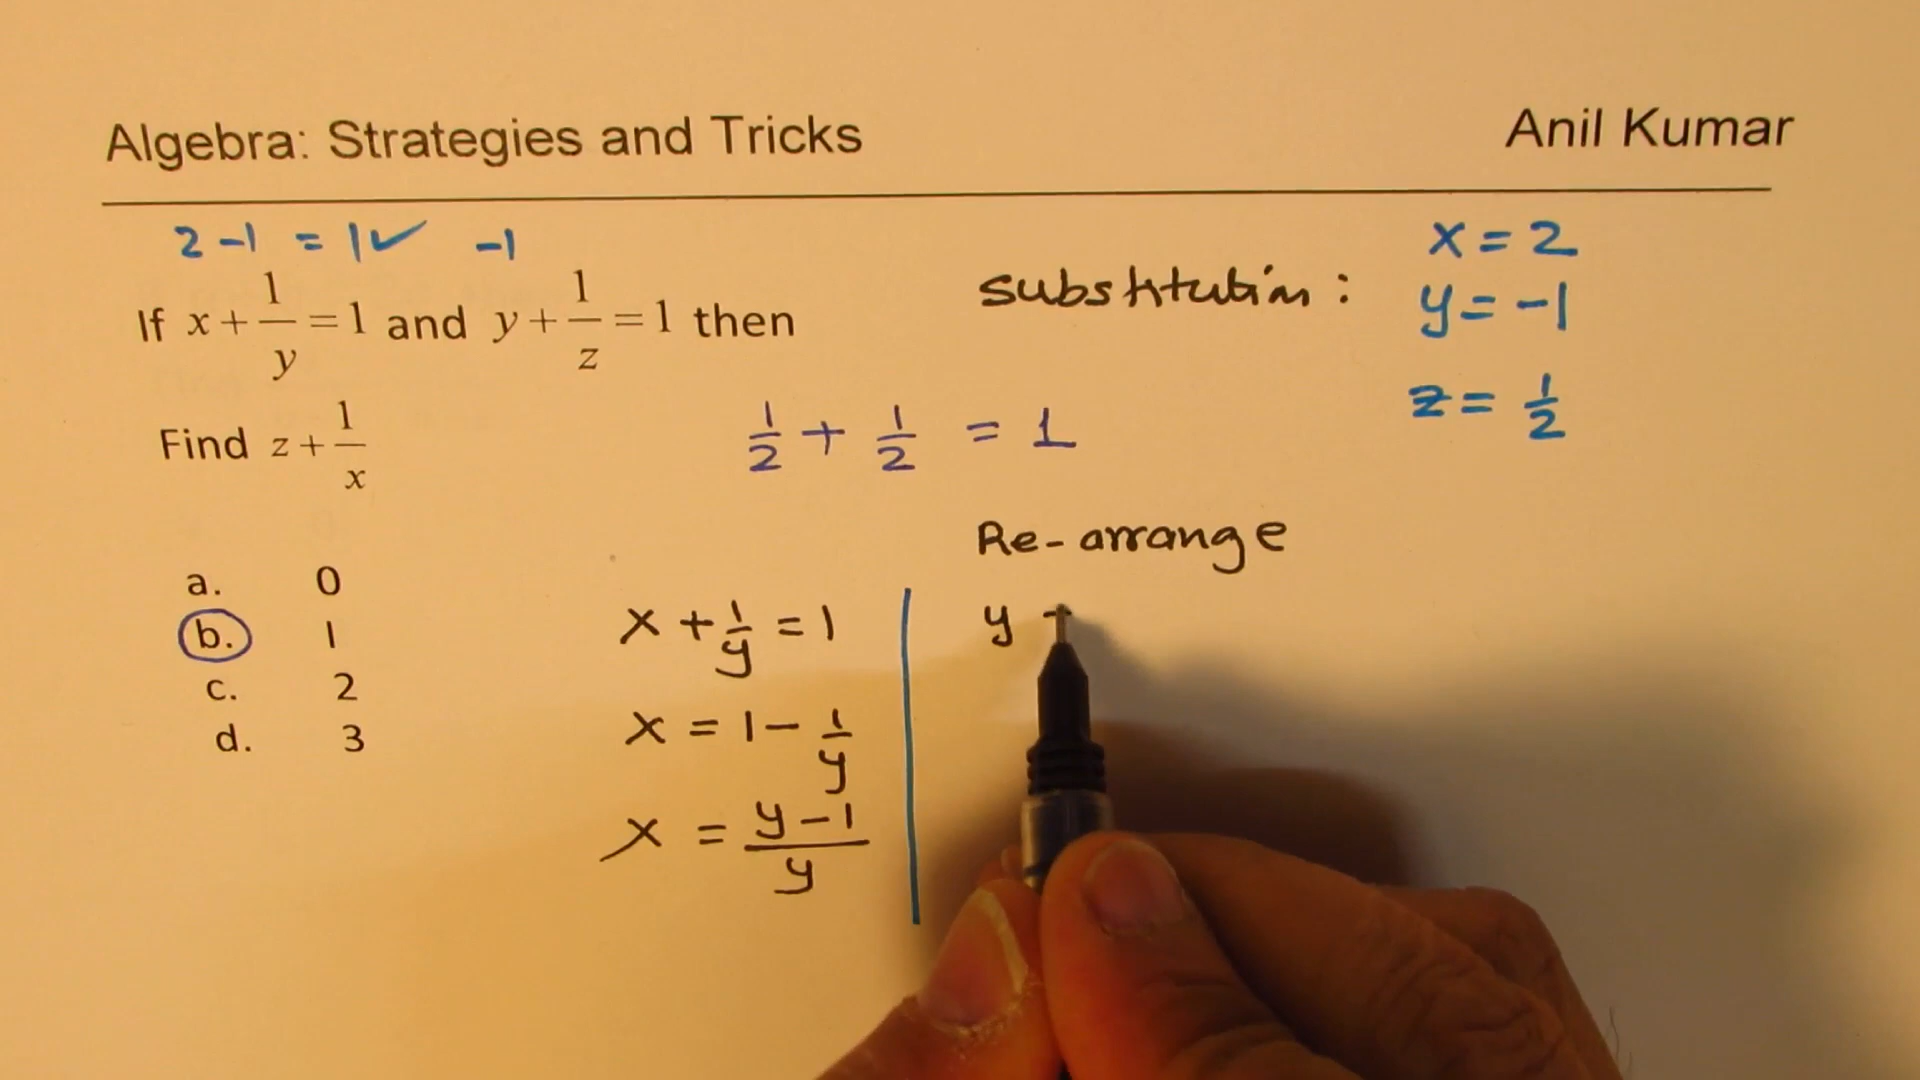 Algebra: Strategies and Tricks
Anil Kumar
2 - 1 = 1✓ -1
If x + 1/y = 1 and y + 1/z = 1 then
Find z + 1/x
substitution :
x = 2
y = -1
z = 1/2
1/2 + 1/2 = 1
a. 0
b. 1
c. 2
d. 3
x + 1/y = 1
x = 1 - 1/y
x = (y - 1)/y
Re-arrange
y